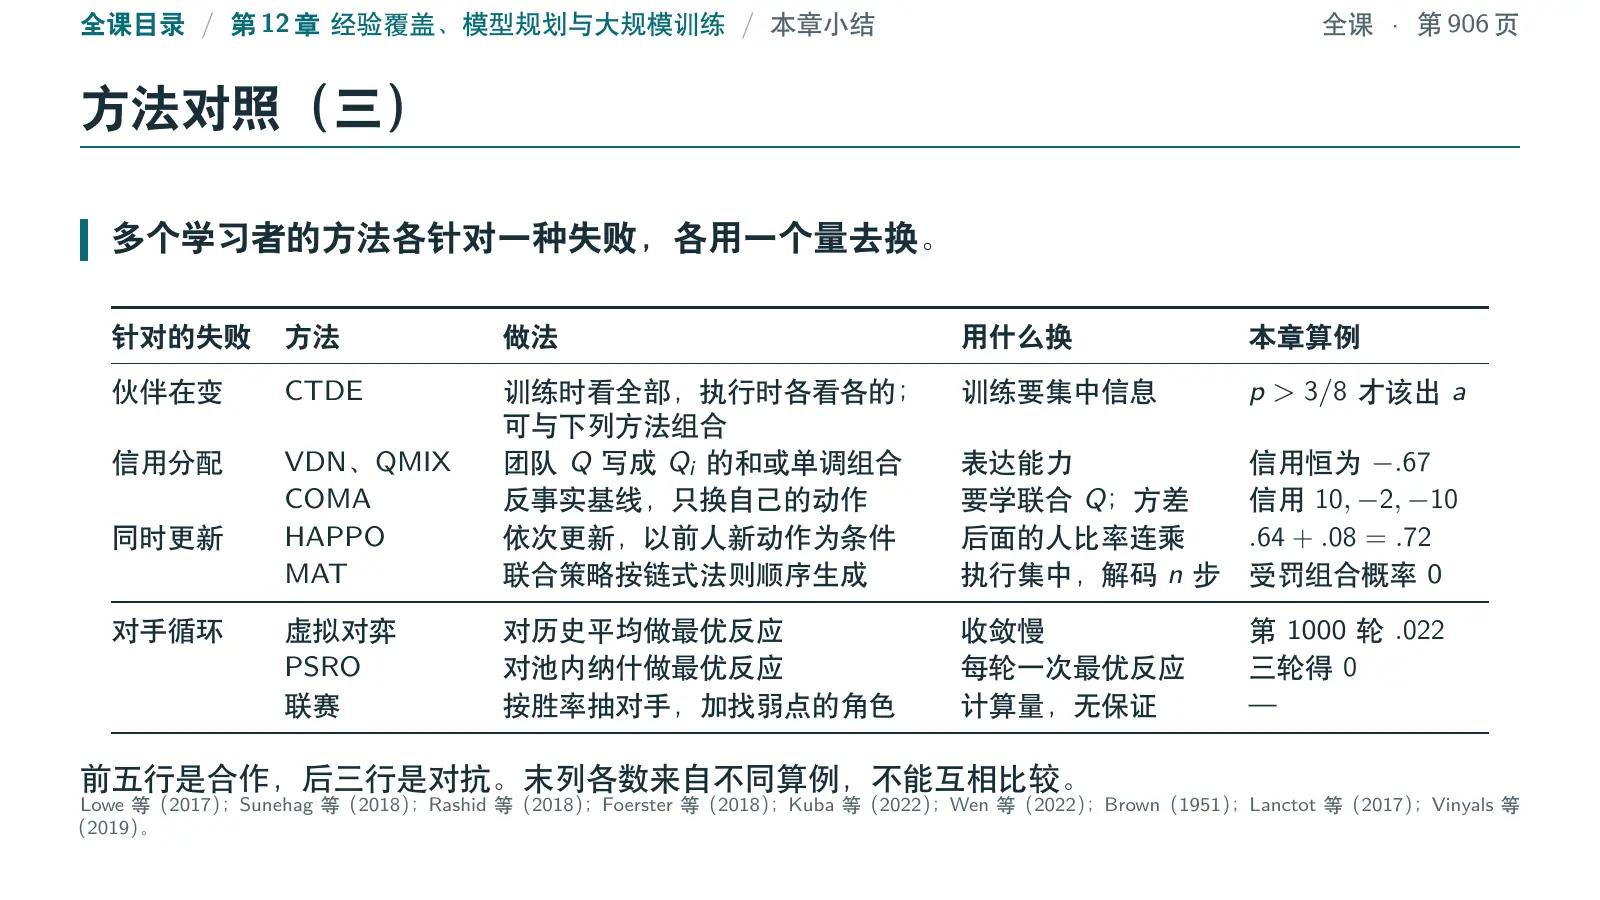 全课目录 / 第 12 章 经验覆盖、模型规划与大规模训练 / 本章小结 全课 · 第 906 页
方法对照（三）
多个学习者的方法各针对一种失败，各用一个量去换。
针对的失败 方法 做法 用什么换 本章算例
伙伴在变 CTDE 训练时看全部，执行时各看各的； 训练要集中信息 p > 3/8 才该出 a
可与下列方法组合
信用分配 VDN、QMIX 团队 Q 写成 Qᵢ 的和或单调组合 表达能力 信用恒为 −.67
COMA 反事实基线，只换自己的动作 要学联合 Q；方差 信用 10, −2, −10
同时更新 HAPPO 依次更新，以前人新动作为条件 后面的人比率连乘 .64 + .08 = .72
MAT 联合策略按链式法则顺序生成 执行集中，解码 n 步 受罚组合概率 0
对手循环 虚拟对弈 对历史平均做最优反应 收敛慢 第 1000 轮 .022
PSRO 对池内纳什做最优反应 每轮一次最优反应 三轮得 0
联赛 按胜率抽对手，加找弱点的角色 计算量，无保证 —
前五行是合作，后三行是对抗。末列各数来自不同算例，不能互相比较。
Lowe 等 (2017)；Sunehag 等 (2018)；Rashid 等 (2018)；Foerster 等 (2018)；Kuba 等 (2022)；Wen 等 (2022)；Brown (1951)；Lanctot 等 (2017)；Vinyals 等
(2019)。